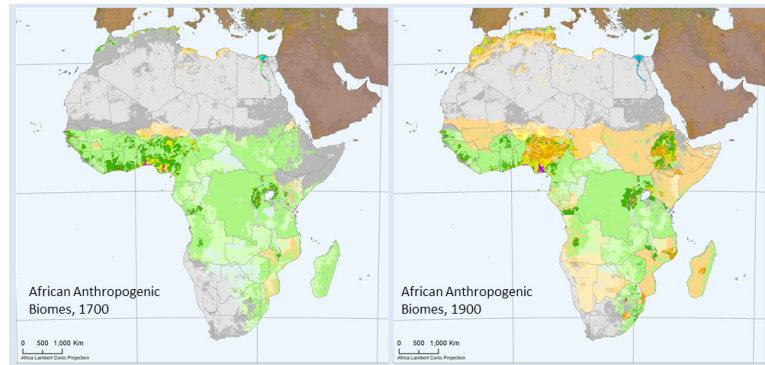 African Anthropogenic
Biomes, 1700
0 500 1,000 Km
Africa Lambert Conic Projection
African Anthropogenic
Biomes, 1900
0 500 1,000 Km
Africa Lambert Conic Projection